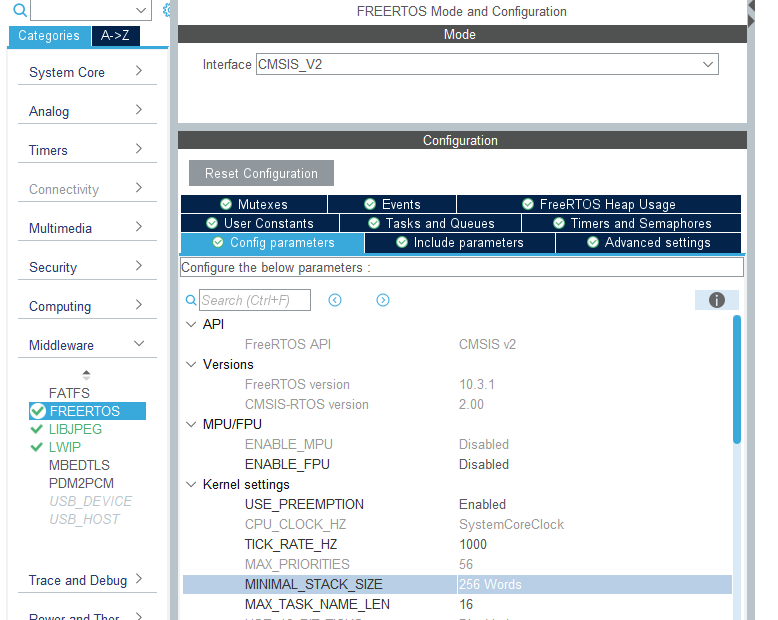 Categories
A->Z
System Core
Analog
Timers
Connectivity
Multimedia
Security
Computing
Middleware
FATFS
FREERTOS
LIBJPEG
LWIP
MBEDTLS
PDM2PCM
USB_DEVICE
USB_HOST
Trace and Debug
FREERTOS Mode and Configuration
Mode
Interface CMSIS_V2
Configuration
Reset Configuration
Mutexes Events FreeRTOS Heap Usage
User Constants Tasks and Queues Timers and Semaphores
Config parameters Include parameters Advanced settings
Configure the below parameters :
Search (Ctrl+F)
API
FreeRTOS API CMSIS v2
Versions
FreeRTOS version 10.3.1
CMSIS-RTOS version 2.00
MPU/FPU
ENABLE_MPU Disabled
ENABLE_FPU Disabled
Kernel settings
USE_PREEMPTION Enabled
CPU_CLOCK_HZ SystemCoreClock
TICK_RATE_HZ 1000
MAX_PRIORITIES 56
MINIMAL_STACK_SIZE 256 Words
MAX_TASK_NAME_LEN 16